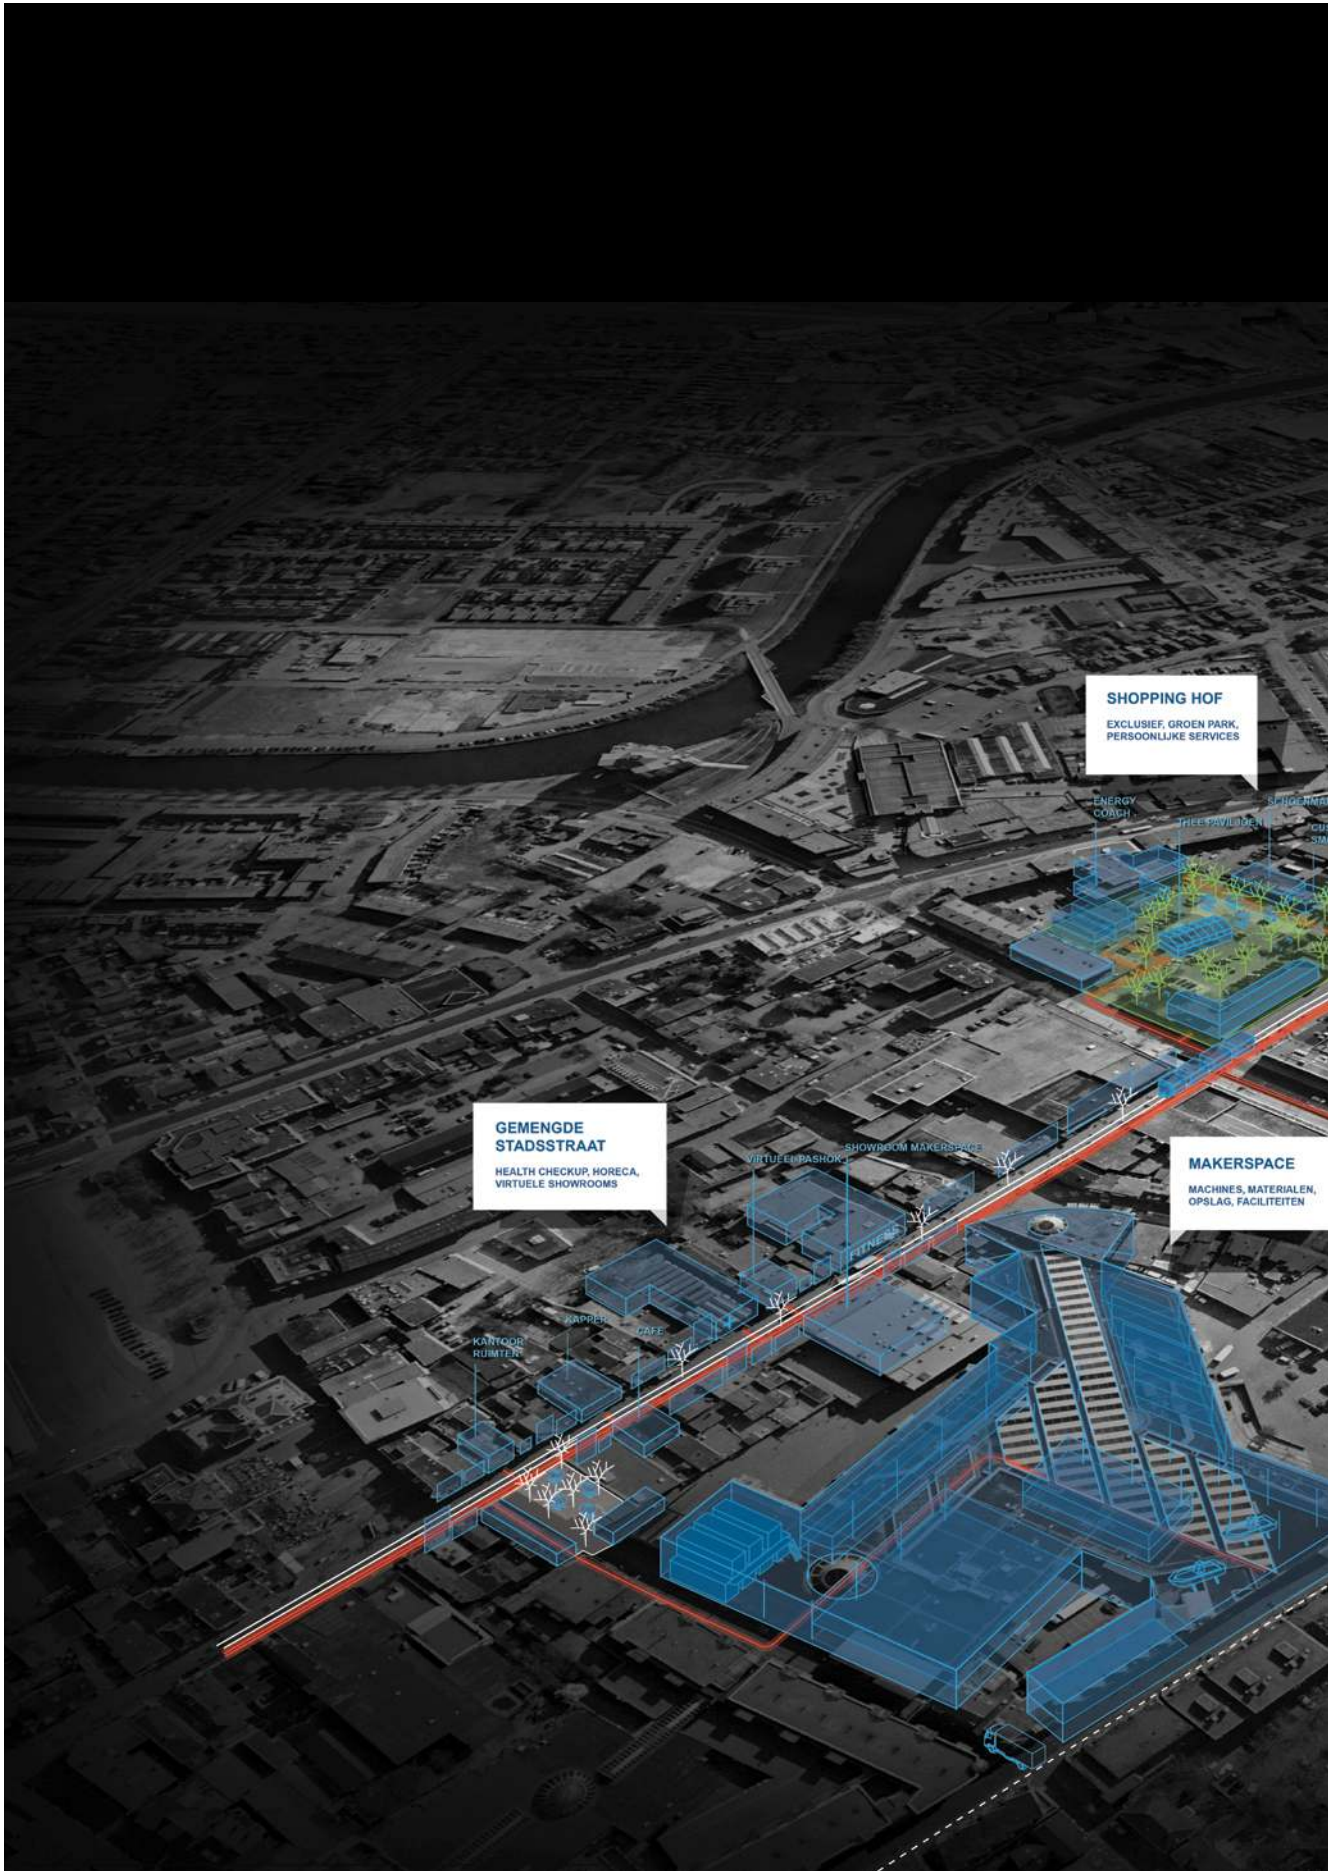 SHOPPING HOF
EXCLUSIEF, GROEN PARK,
PERSOONLIJKE SERVICES
ENERGY
COACH
THEE PAVILJOEN
GEMENGDE
STADSSTRAAT
HEALTH CHECKUP, HORECA,
VIRTUELE SHOWROOMS
VIRTUEEL PASHOK
SHOWROOM MAKERSPACE
MAKERSPACE
MACHINES, MATERIALEN,
OPSLAG, FACILITEITEN
FITNESS
KAPPER
CAFE
KANTOOR
RUIMTEN